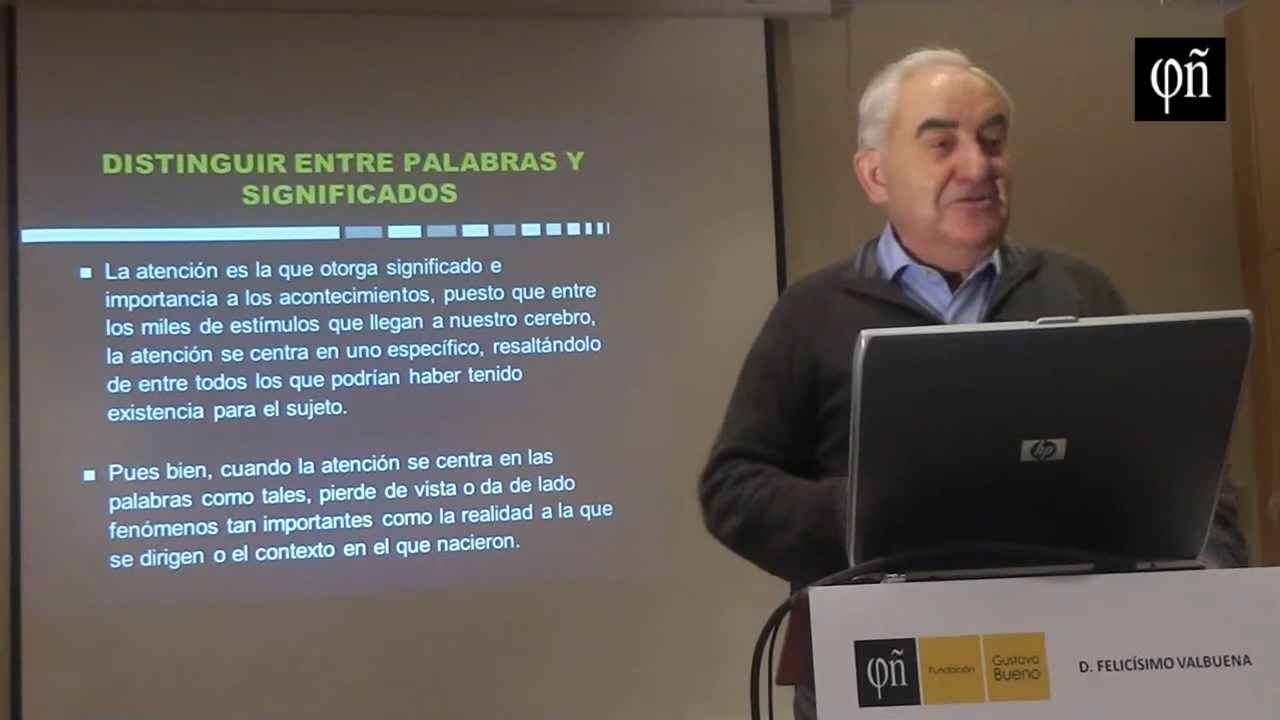 φñ
DISTINGUIR ENTRE PALABRAS Y
SIGNIFICADOS
La atención es la que otorga significado e
importancia a los acontecimientos, puesto que entre
los miles de estímulos que llegan a nuestro cerebro,
la atención se centra en uno específico, resaltándolo
de entre todos los que podrían haber tenido
existencia para el sujeto.
Pues bien, cuando la atención se centra en las
palabras como tales, pierde de vista o da de lado
fenómenos tan importantes como la realidad a la que
se dirigen o el contexto en el que nacieron.
hp
φñ
Fundación
Gustavo
Bueno
D. FELICÍSIMO VALBUENA